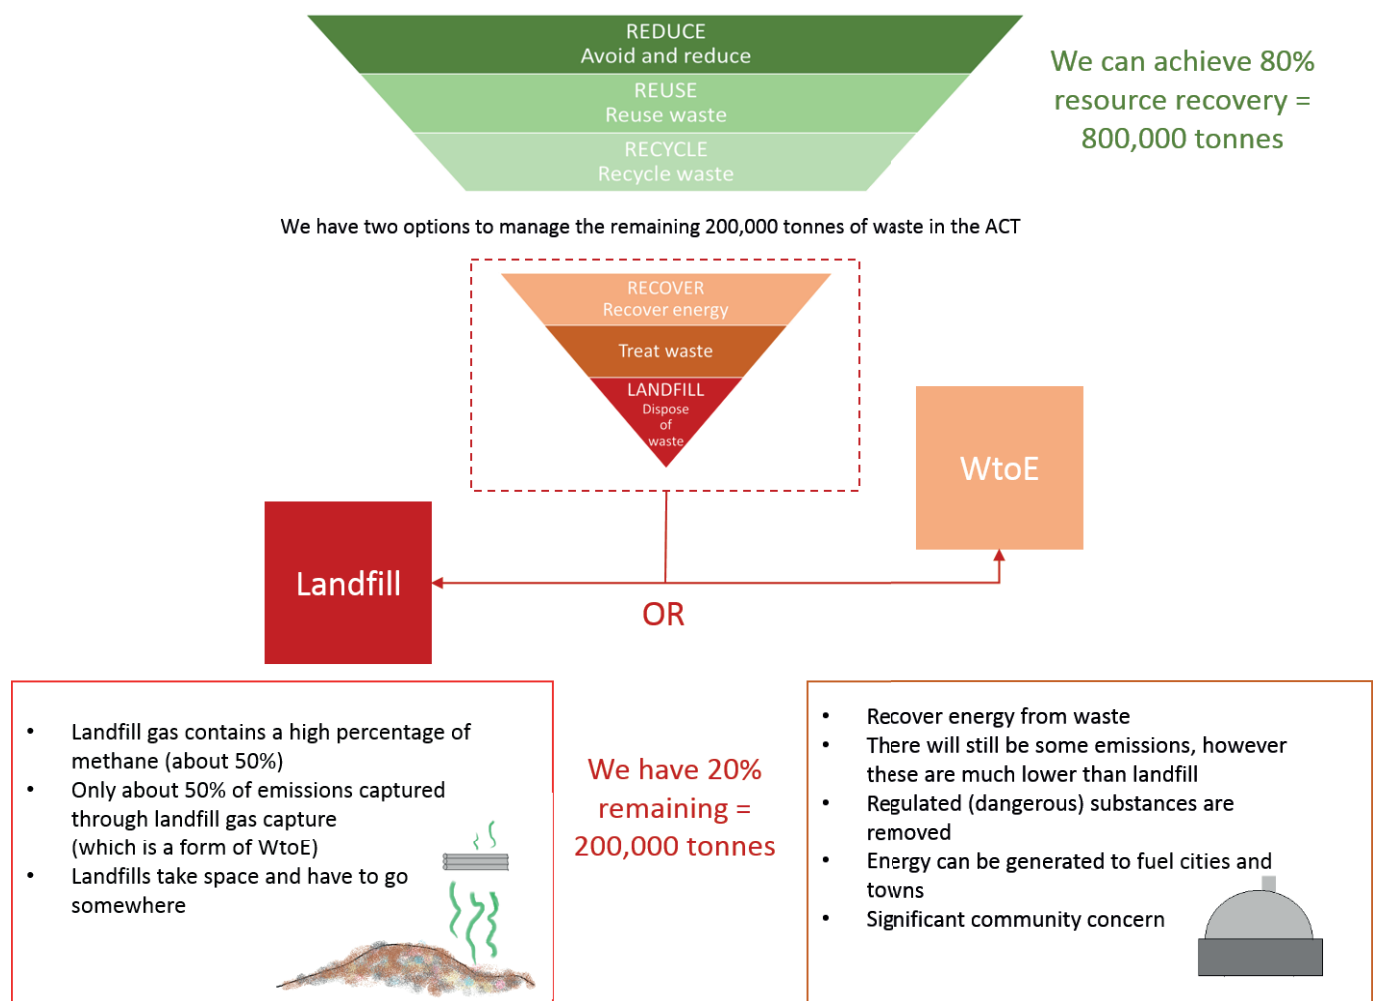 REDUCE
Avoid and reduce
REUSE
Reuse waste
RECYCLE
Recycle waste
We can achieve 80%
resource recovery =
800,000 tonnes
We have two options to manage the remaining 200,000 tonnes of waste in the ACT
RECOVER
Recover energy
Treat waste
LANDFILL
Dispose
of
waste
WtoE
Landfill
OR
• Landfill gas contains a high percentage of
methane (about 50%)
• Only about 50% of emissions captured
through landfill gas capture
(which is a form of WtoE)
• Landfills take space and have to go
somewhere
We have 20%
remaining =
200,000 tonnes
• Recover energy from waste
• There will still be some emissions, however
these are much lower than landfill
• Regulated (dangerous) substances are
removed
• Energy can be generated to fuel cities and
towns
• Significant community concern